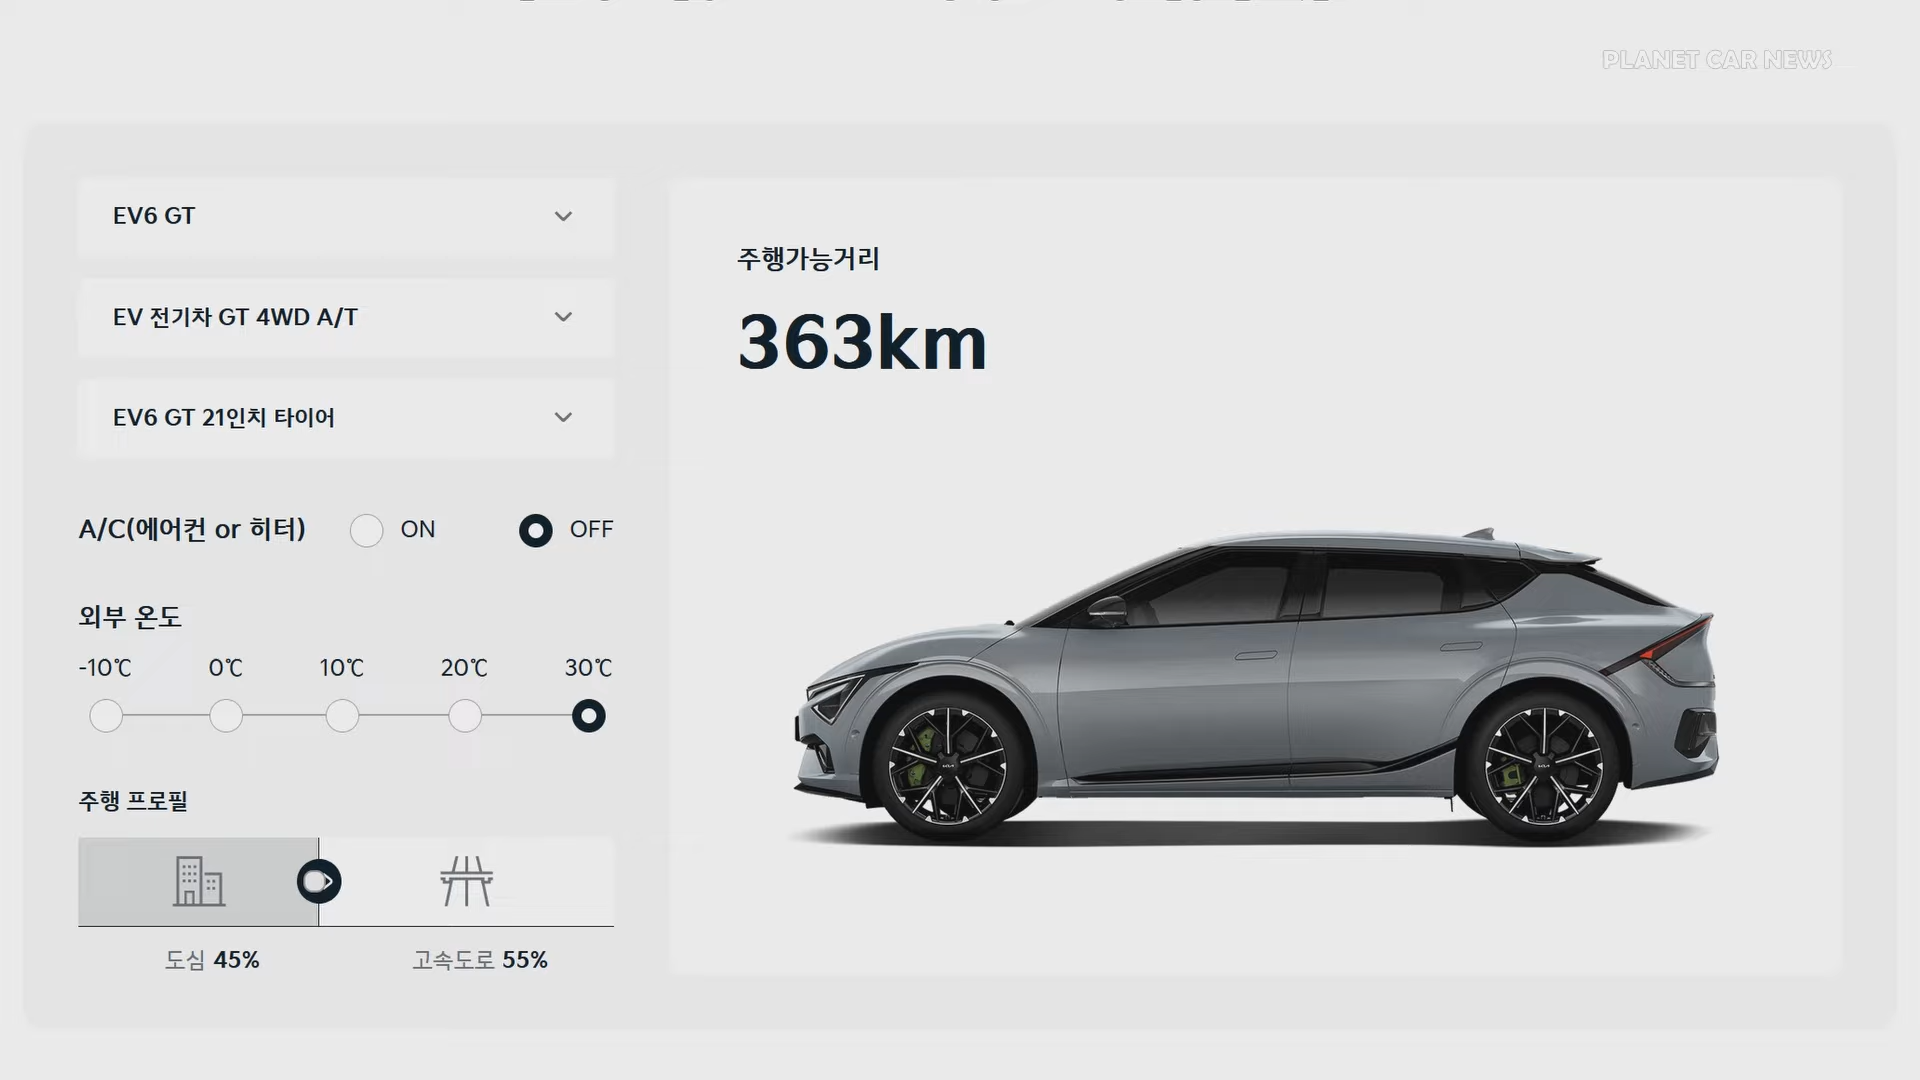 PLANET CAR NEWS
EV6 GT
EV 전기차 GT 4WD A/T
EV6 GT 21인치 타이어
A/C(에어컨 or 히터) ON OFF
외부 온도
-10℃ 0℃ 10℃ 20℃ 30℃
주행 프로필
도심 45% 고속도로 55%
주행가능거리
363km